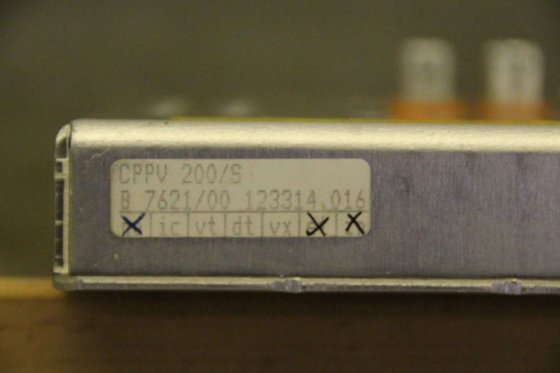 CPPV 200/S
B 7621/00 123314.016
ic vt dt vx